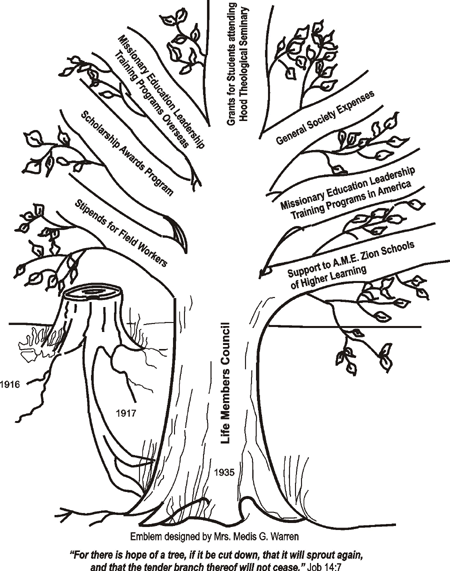 Grants for Students attending
Hood Theological Seminary
Missionary Education Leadership
Training Programs Overseas
General Society Expenses
Scholarship Awards Program
Missionary Education Leadership
Training Programs in America
Stipends for Field Workers
Support to A.M.E. Zion Schools
of Higher Learning
Life Members Council
1916
1917
1935
Emblem designed by Mrs. Medis G. Warren
"For there is hope of a tree, if it be cut down, that it will sprout again,
and that the tender branch thereof will not cease." Job 14:7